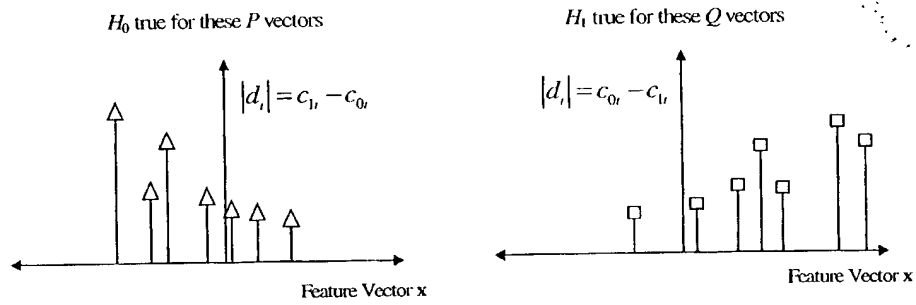 H₀ true for these P vectors
|dₜ| = c₁ₜ − c₀ₜ
Feature Vector x
H₁ true for these Q vectors
|dₜ| = c₀ₜ − c₁ₜ
Feature Vector x